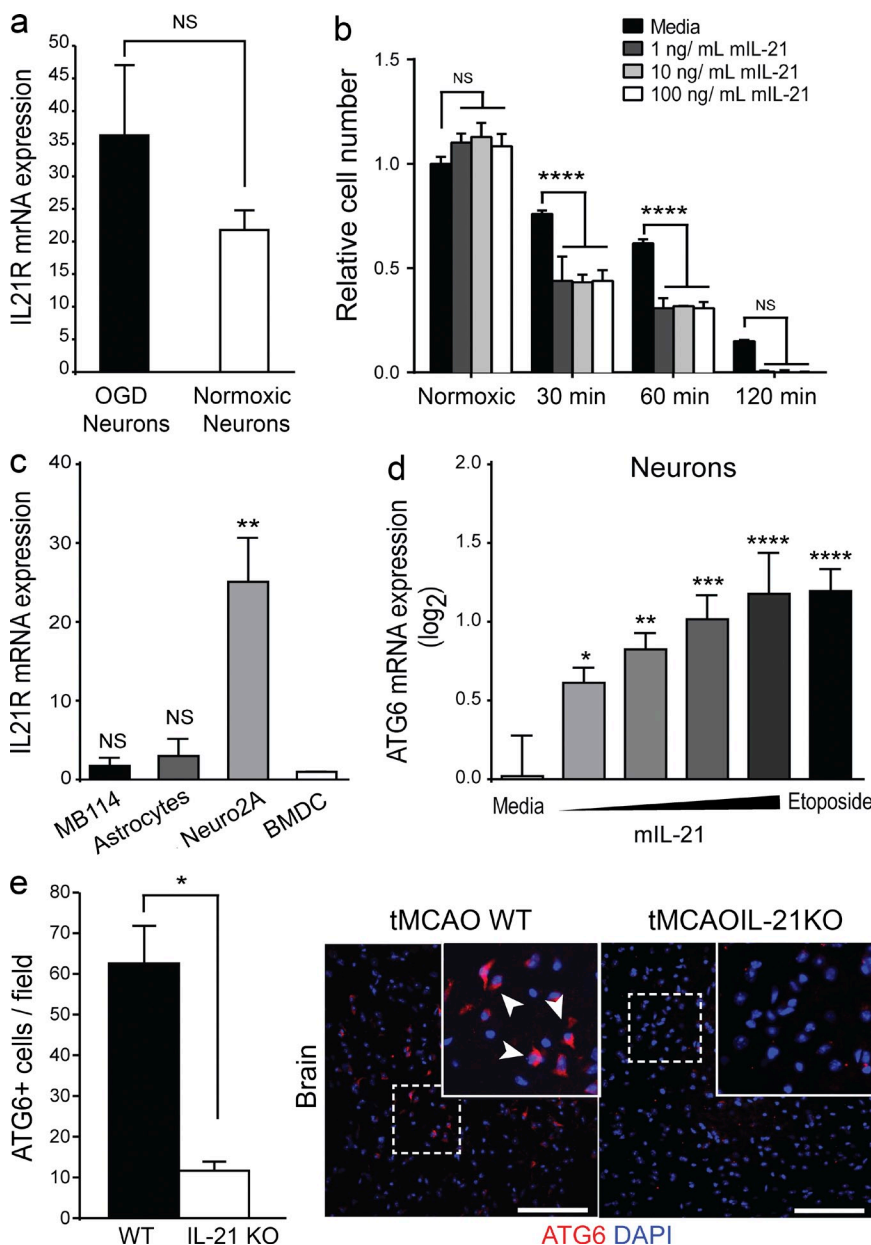 a
NS
IL21R mrNA expression
40
35
30
25
20
15
10
5
0
OGD
Neurons
Normoxic
Neurons
b
Media
1 ng/ mL mIL-21
10 ng/ mL mIL-21
100 ng/ mL mIL-21
Relative cell number
1.5
1.0
0.5
0.0
NS
****
****
NS
Normoxic
30 min
60 min
120 min
c
IL21R mRNA expression
40
30
20
10
0
NS
NS
**
MB114
Astrocytes
Neuro2A
BMDC
d
Neurons
ATG6 mRNA expression
(log2)
2.0
1.5
1.0
0.5
0.0
*
**
***
****
****
Media
Etoposide
mIL-21
e
ATG6+ cells / field
80
70
60
50
40
30
20
10
0
*
WT
IL-21 KO
tMCAO WT
tMCAOIL-21KO
Brain
ATG6 DAPI